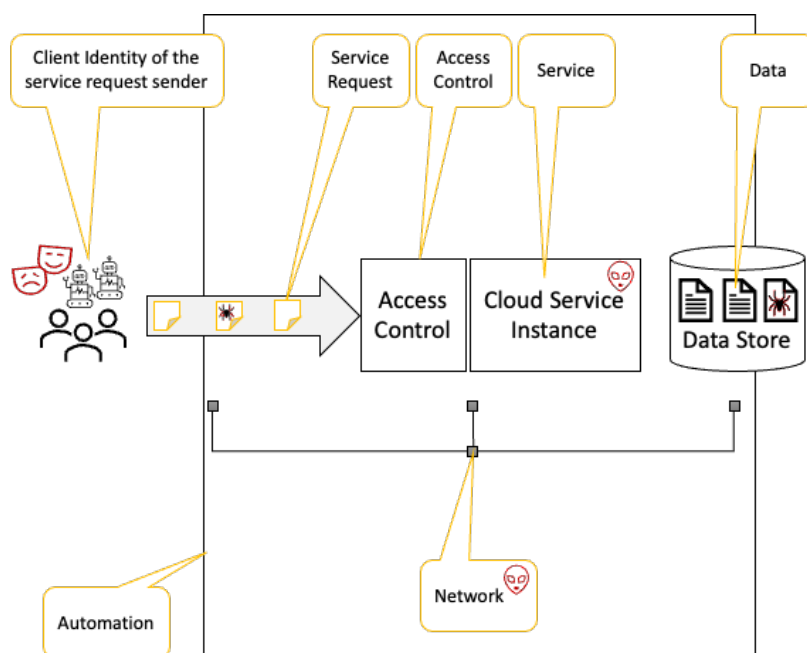 Client Identity of the
service request sender
Service
Request
Access
Control
Service
Data
Access
Control
Cloud Service
Instance
Data Store
Network
Automation